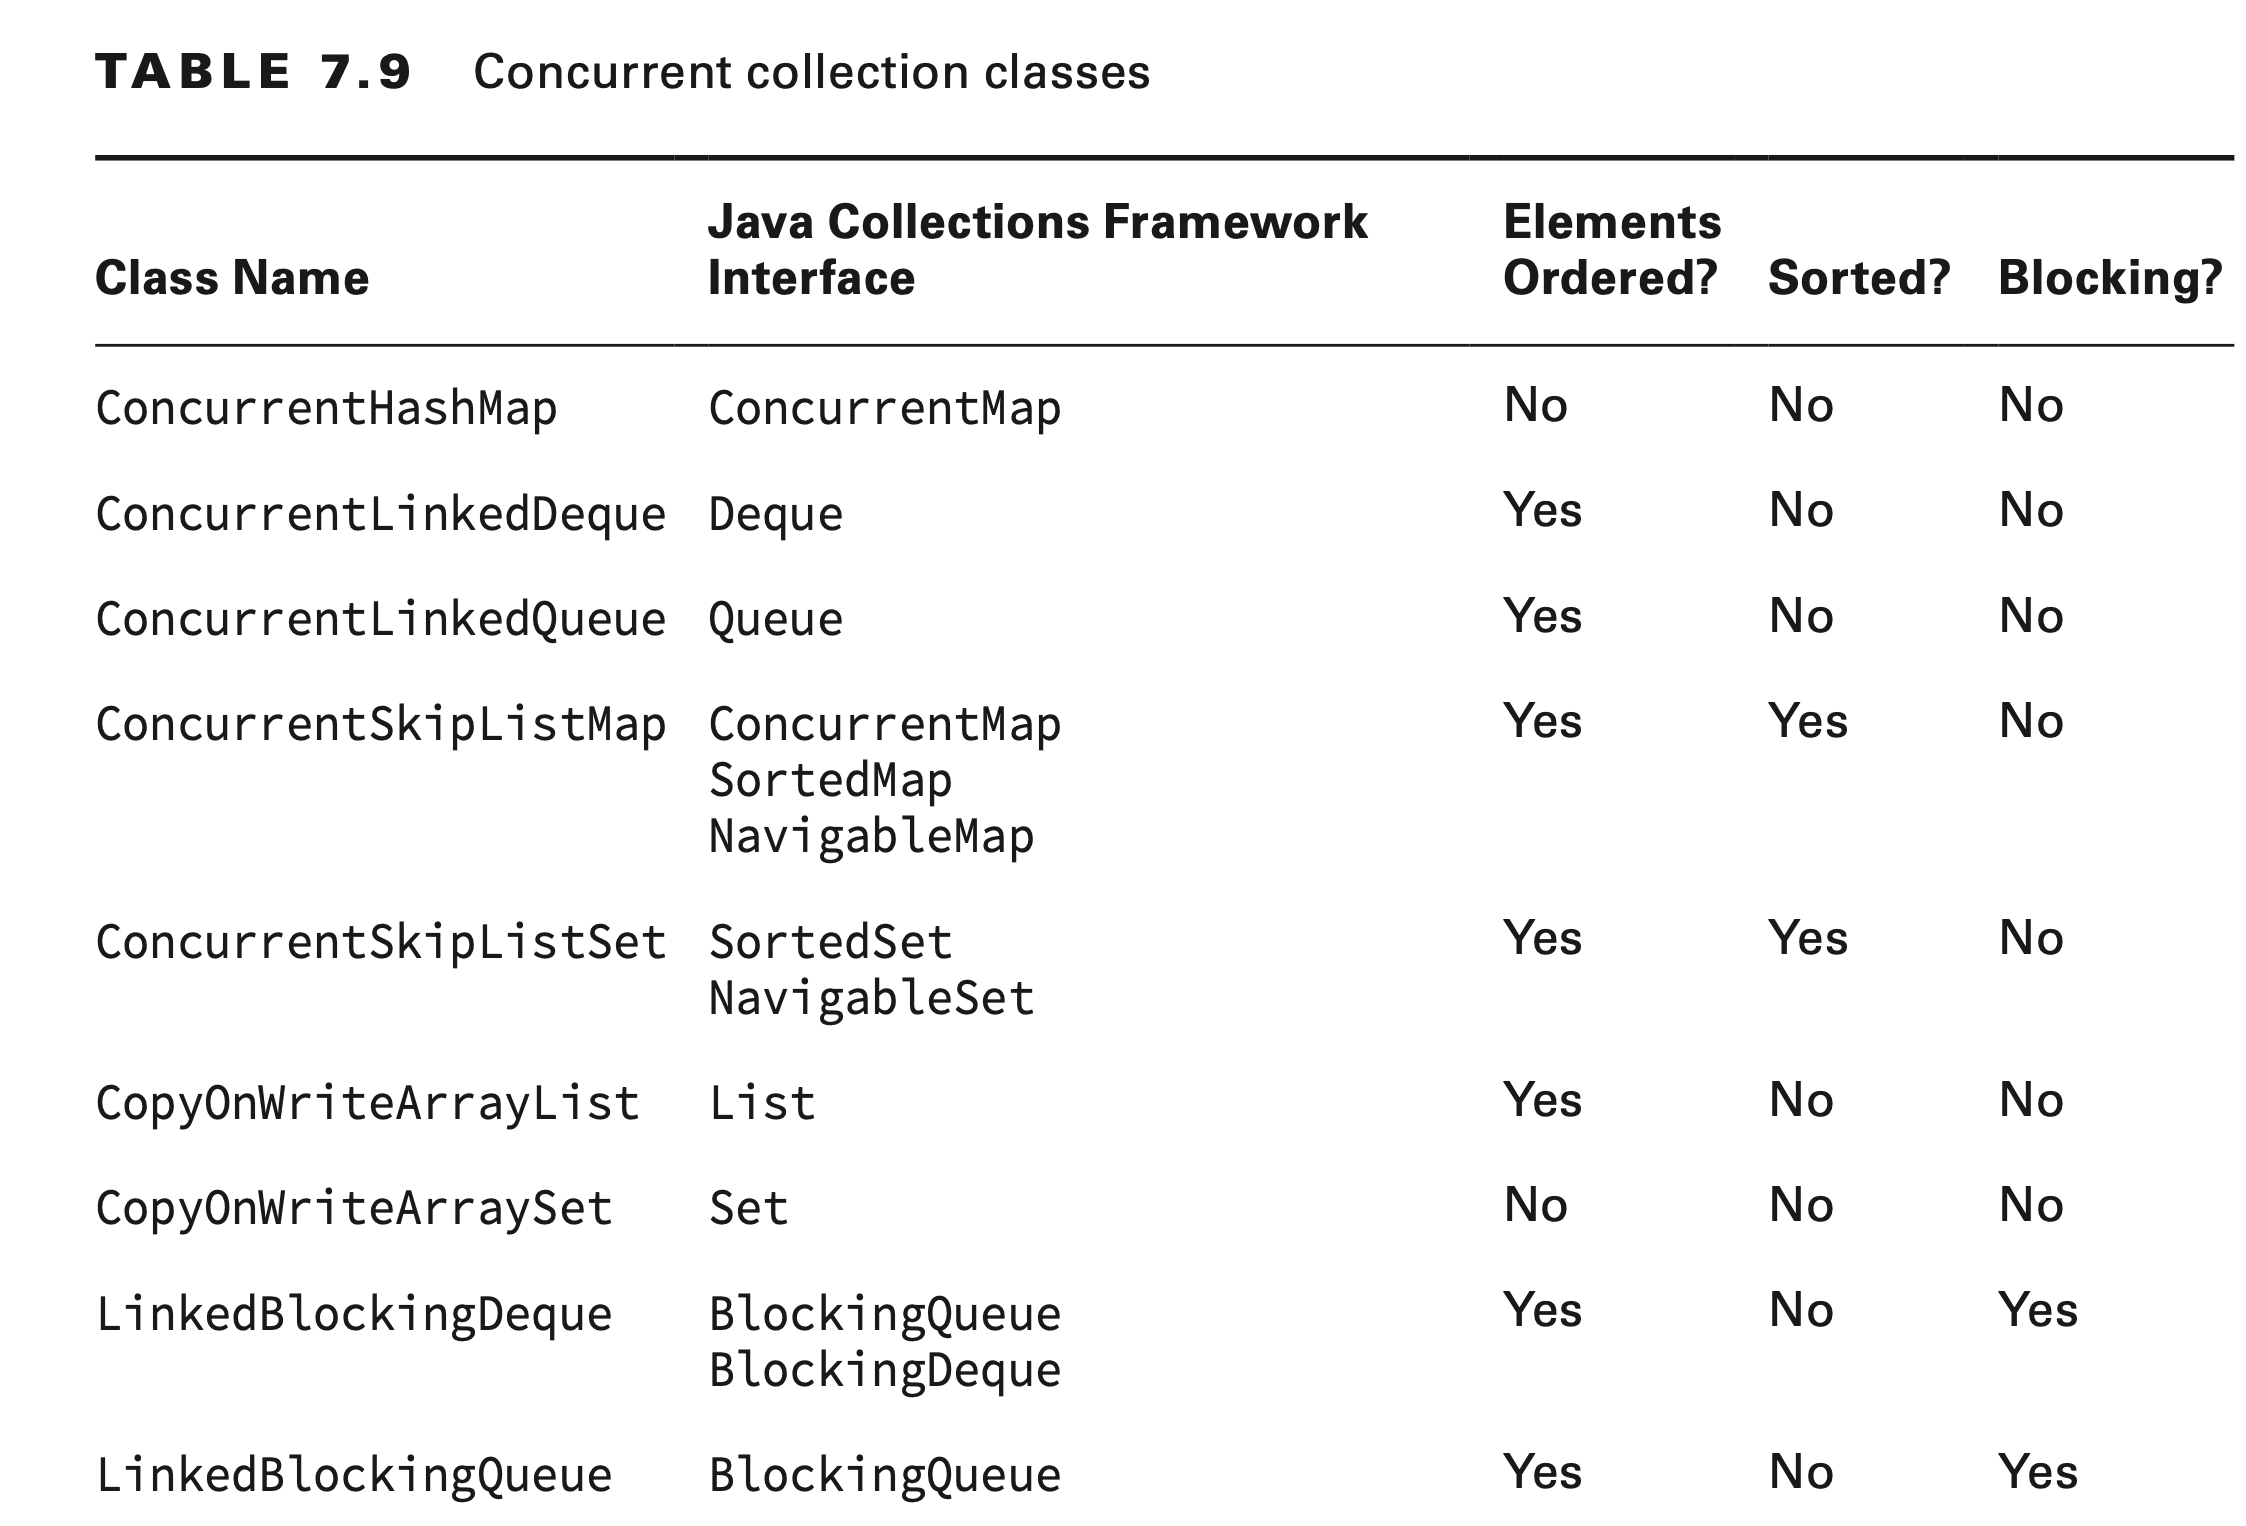 TABLE 7.9 Concurrent collection classes
Class Name Java Collections Framework Interface Elements Ordered? Sorted? Blocking?
ConcurrentHashMap ConcurrentMap No No No
ConcurrentLinkedDeque Deque Yes No No
ConcurrentLinkedQueue Queue Yes No No
ConcurrentSkipListMap ConcurrentMap Yes Yes No
SortedMap
NavigableMap
ConcurrentSkipListSet SortedSet Yes Yes No
NavigableSet
CopyOnWriteArrayList List Yes No No
CopyOnWriteArraySet Set No No No
LinkedBlockingDeque BlockingQueue Yes No Yes
BlockingDeque
LinkedBlockingQueue BlockingQueue Yes No Yes